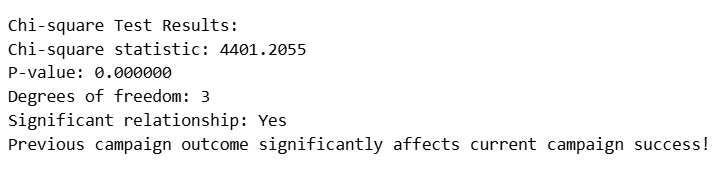 Chi-square Test Results:
Chi-square statistic: 4401.2055
P-value: 0.000000
Degrees of freedom: 3
Significant relationship: Yes
Previous campaign outcome significantly affects current campaign success!